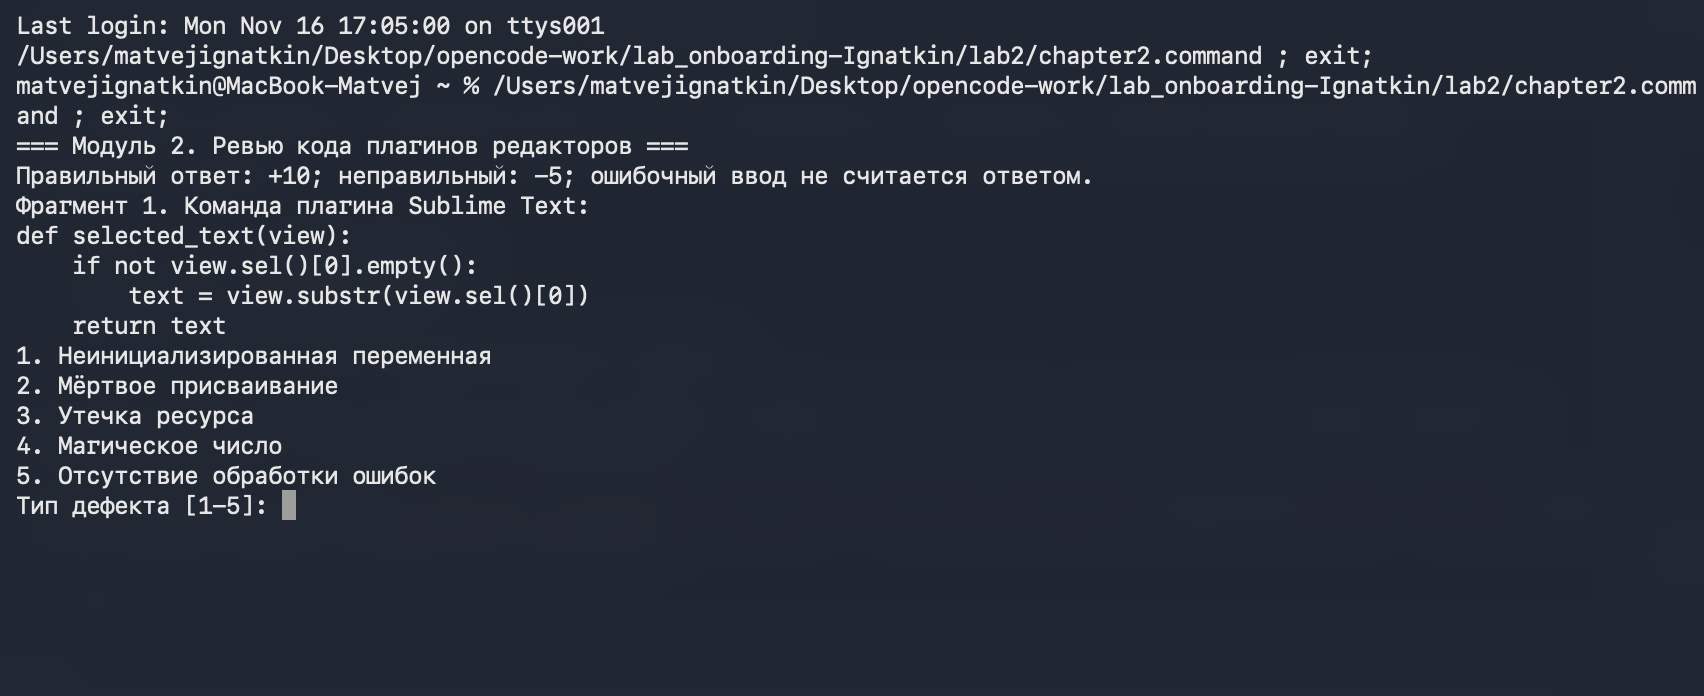 Last login: Mon Nov 16 17:05:00 on ttys001
/Users/matvejignatkin/Desktop/opencode-work/lab_onboarding-Ignatkin/lab2/chapter2.command ; exit;
matvejignatkin@MacBook-Matvej ~ % /Users/matvejignatkin/Desktop/opencode-work/lab_onboarding-Ignatkin/lab2/chapter2.comm
and ; exit;
=== Модуль 2. Ревью кода плагинов редакторов ===
Правильный ответ: +10; неправильный: -5; ошибочный ввод не считается ответом.
Фрагмент 1. Команда плагина Sublime Text:
def selected_text(view):
    if not view.sel()[0].empty():
        text = view.substr(view.sel()[0])
    return text
1. Неинициализированная переменная
2. Мёртвое присваивание
3. Утечка ресурса
4. Магическое число
5. Отсутствие обработки ошибок
Тип дефекта [1-5]: